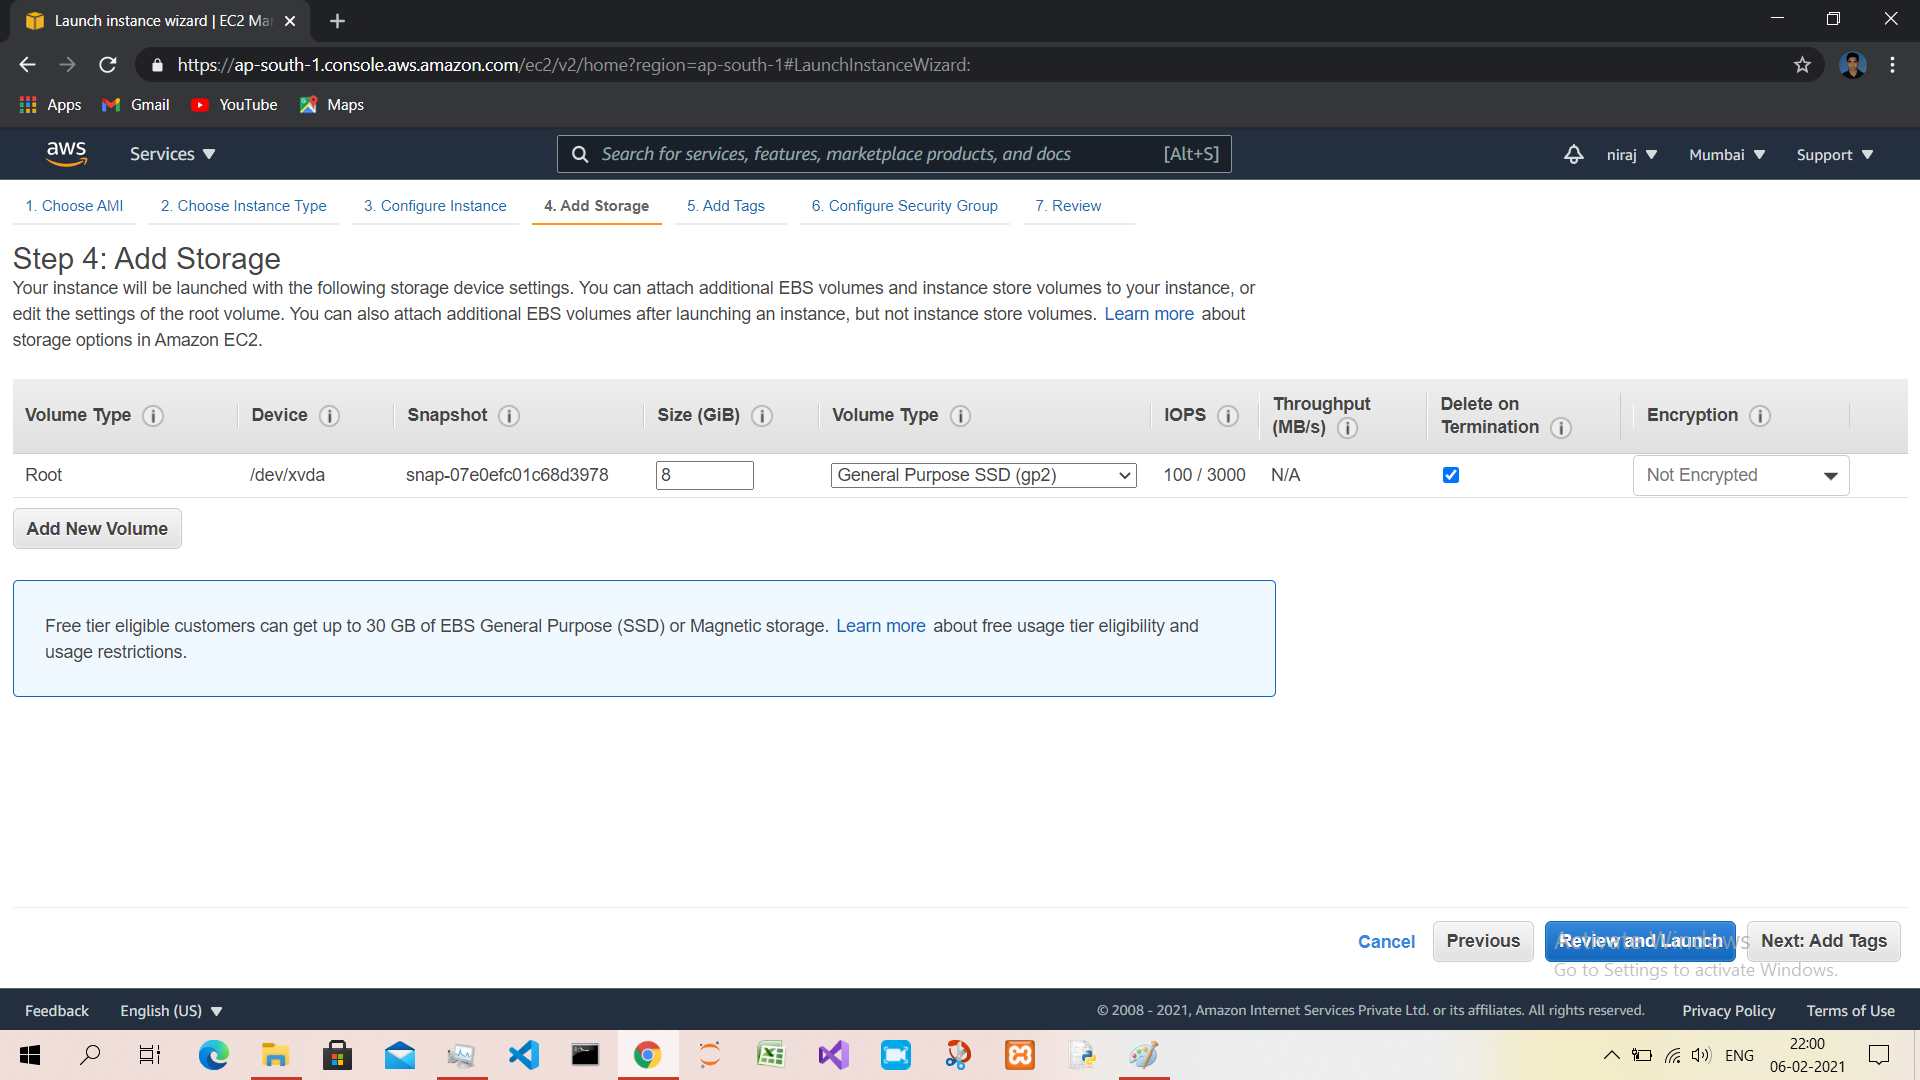 Launch instance wizard | EC2 Ma
https://ap-south-1.console.aws.amazon.com/ec2/v2/home?region=ap-south-1#LaunchInstanceWizard:
Apps Gmail YouTube Maps
aws Services Search for services, features, marketplace products, and docs [Alt+S] niraj Mumbai Support
1. Choose AMI 2. Choose Instance Type 3. Configure Instance 4. Add Storage 5. Add Tags 6. Configure Security Group 7. Review
Step 4: Add Storage
Your instance will be launched with the following storage device settings. You can attach additional EBS volumes and instance store volumes to your instance, or
edit the settings of the root volume. You can also attach additional EBS volumes after launching an instance, but not instance store volumes. Learn more about
storage options in Amazon EC2.
Volume Type Device Snapshot Size (GiB) Volume Type IOPS Throughput (MB/s) Delete on Termination Encryption
Root /dev/xvda snap-07e0efc01c68d3978 8 General Purpose SSD (gp2) 100 / 3000 N/A Not Encrypted
Add New Volume
Free tier eligible customers can get up to 30 GB of EBS General Purpose (SSD) or Magnetic storage. Learn more about free usage tier eligibility and
usage restrictions.
Cancel Previous Review and Launch Next: Add Tags
Activate Windows
Go to Settings to activate Windows.
Feedback English (US) © 2008 - 2021, Amazon Internet Services Private Ltd. or its affiliates. All rights reserved. Privacy Policy Terms of Use
ENG 22:00
06-02-2021